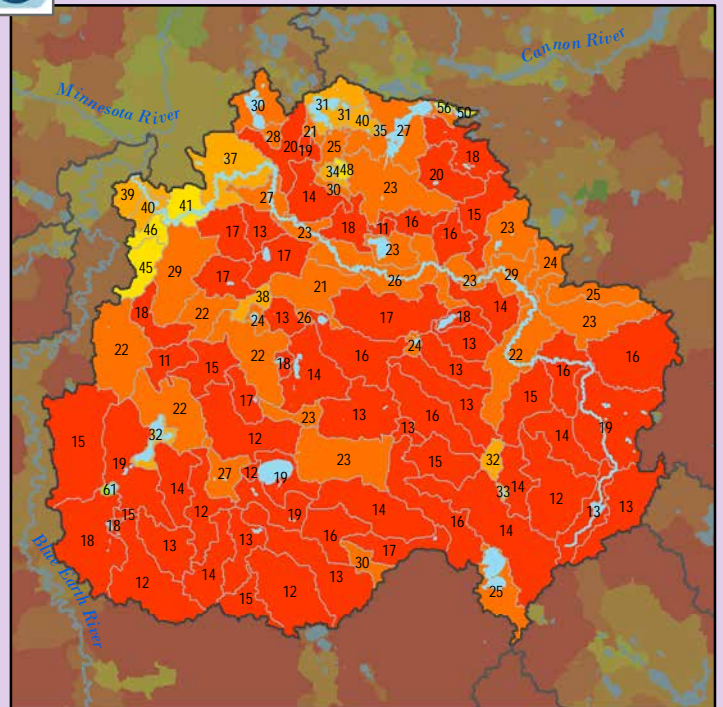 Cannon River
Minnesota River
30 31 31 40 35 27 56 50
28 20 19 21 25
37 34 48 18
30 20
39 40 41 27 14 23
46 17 13 23 18 11 16 16 15 23
45 29 17 17 23 26 23 29 24
18 22 38 21 14 25
24 13 26 17 18 23
22 11 15 22 18 14 16 24 13 13 22 16 16
22 17 23 13 13 16 13 15
15 32 12 14 19
19 27 12 19 23 15 32
61 14 33 14 12
18 15 12 19 14 16 13 13
18 13 13 16 14
30 17
12 14 15 12 13 25
Blue Earth River